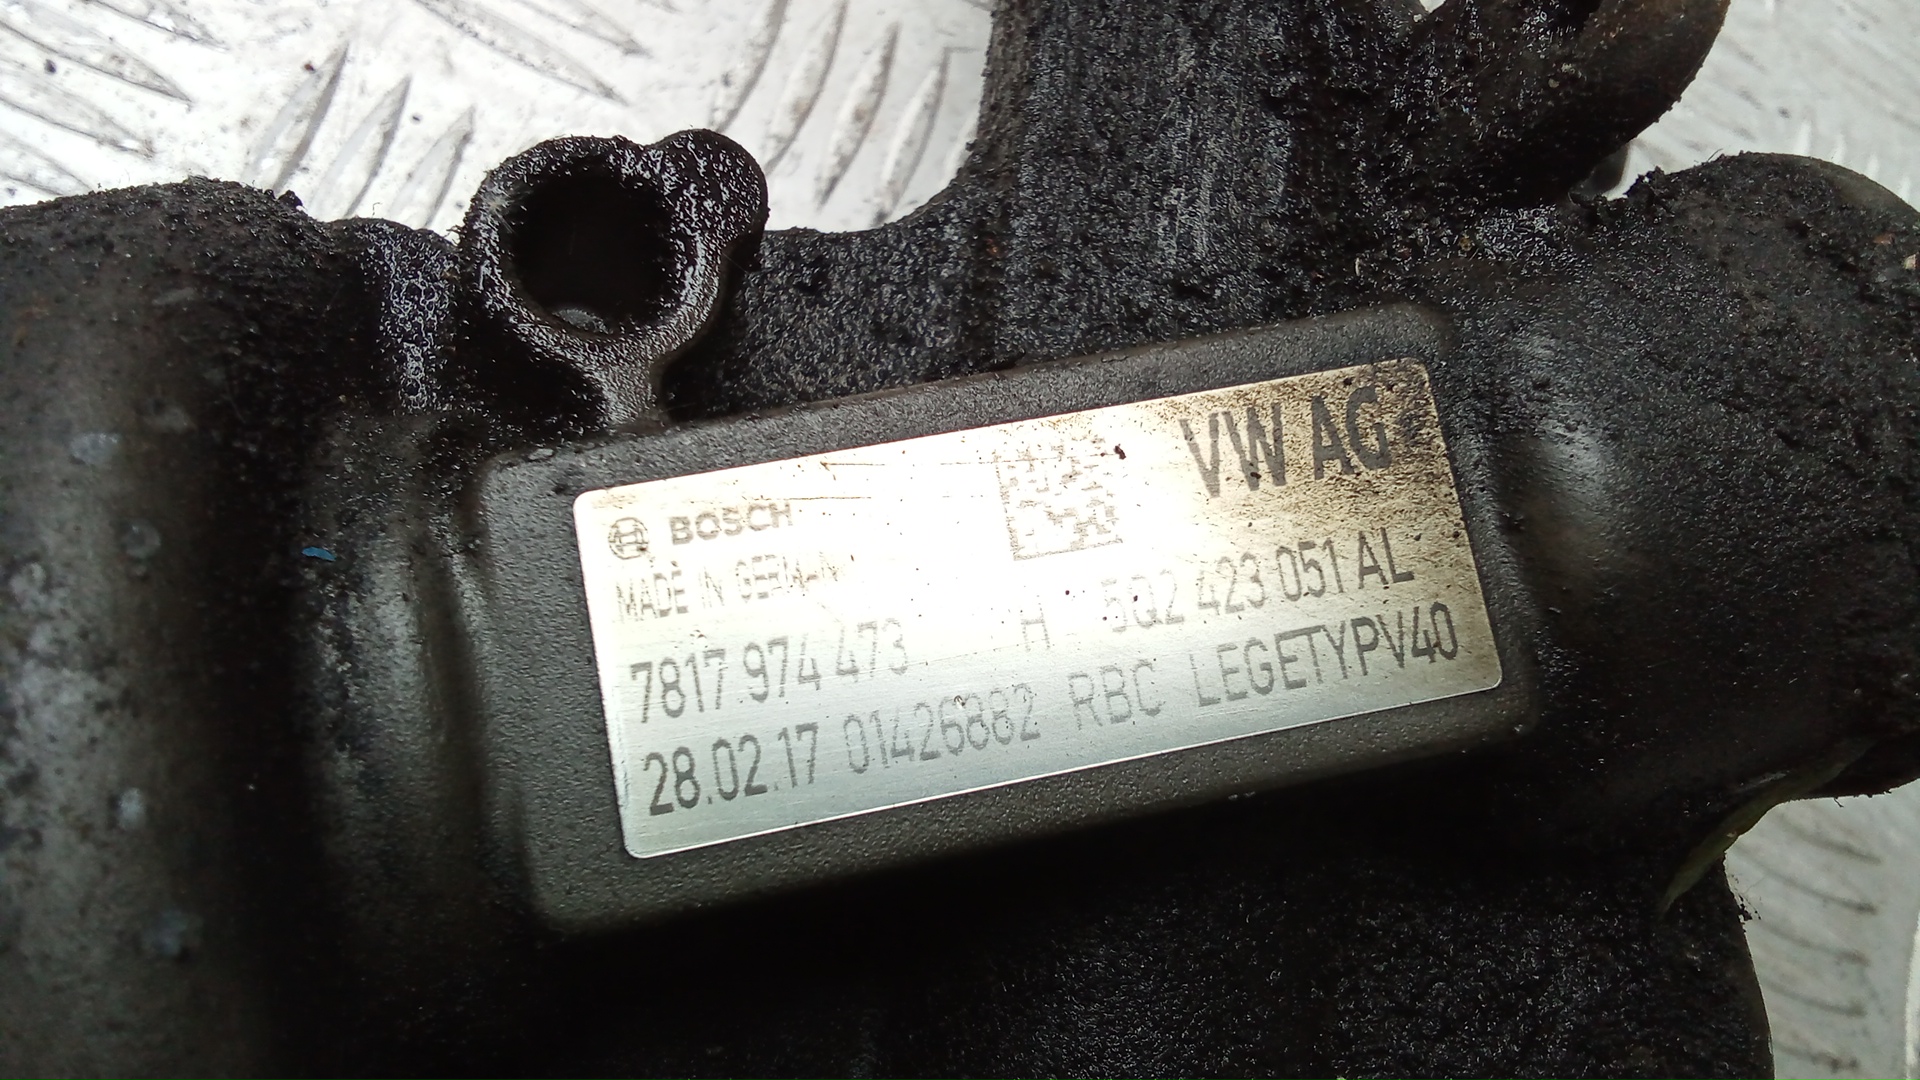 BOSCH
VW AG
MADE IN GERMANY
7817 974 473 H 5Q2 423 051 AL
28.02.17 01426882 RBC LEGETYPV40